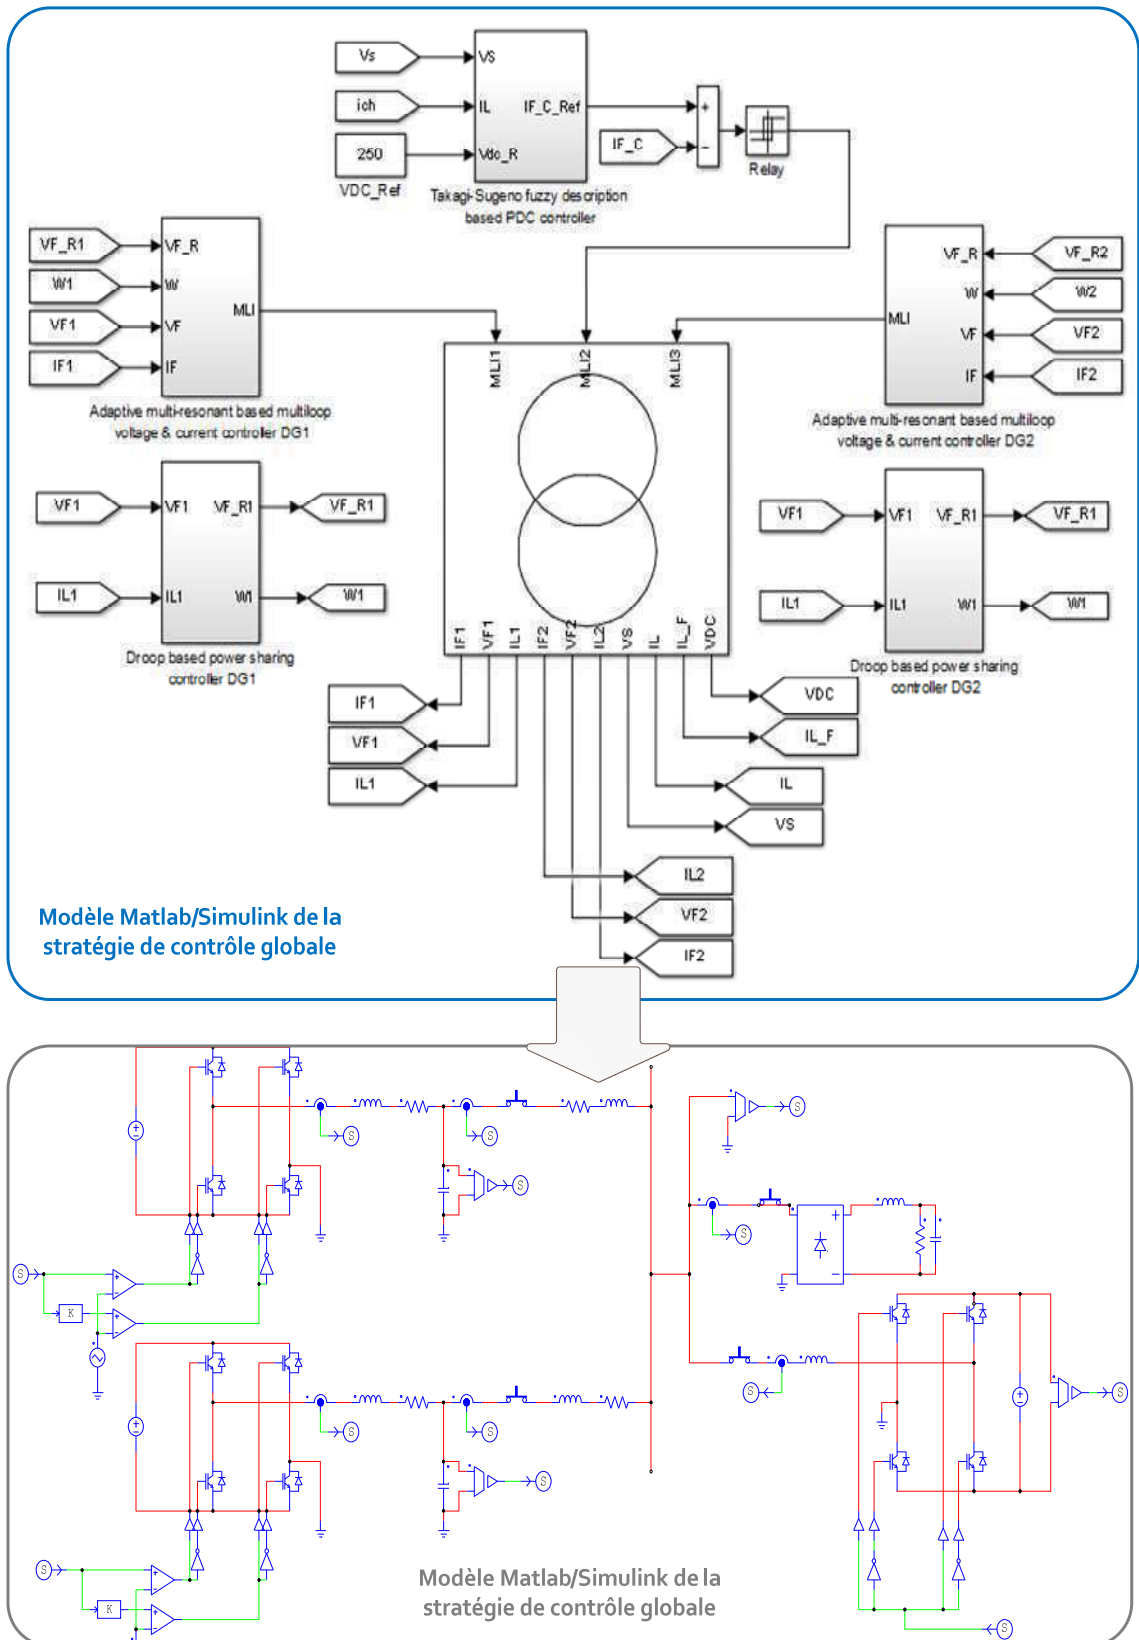 Vs
VS
ich
IL
IF_C_Ref
250
Vdc_R
VDC_Ref
IF_C
+
−
Relay
Takagi-Sugeno fuzzy description
based PDC controller
VF_R1
VF_R
W1
W
VF1
VF
IF1
IF
MLI
Adaptive multi-resonant based multiloop
voltage & current controller DG1
VF_R
VF_R2
W
W2
VF
VF2
IF
IF2
MLI
Adaptive multi-resonant based multiloop
voltage & current controller DG2
MLI1
MLI2
MLI3
VF1
VF1
VF_R1
VF_R1
IL1
IL1
W1
W1
Droop based power sharing
controller DG1
VF1
VF1
VF_R1
VF_R1
IL1
IL1
W1
W1
Droop based power sharing
controller DG2
IF1
VF1
IL1
IF2
VF2
IL2
VS
IL
IL_F
VDC
IF1
VF1
IL1
VDC
IL_F
IL
VS
IL2
VF2
IF2
Modèle Matlab/Simulink de la
stratégie de contrôle globale
S
S
S
S
S
S
S
K
S
S
S
S
S
S
S
K
S
Modèle Matlab/Simulink de la
stratégie de contrôle globale